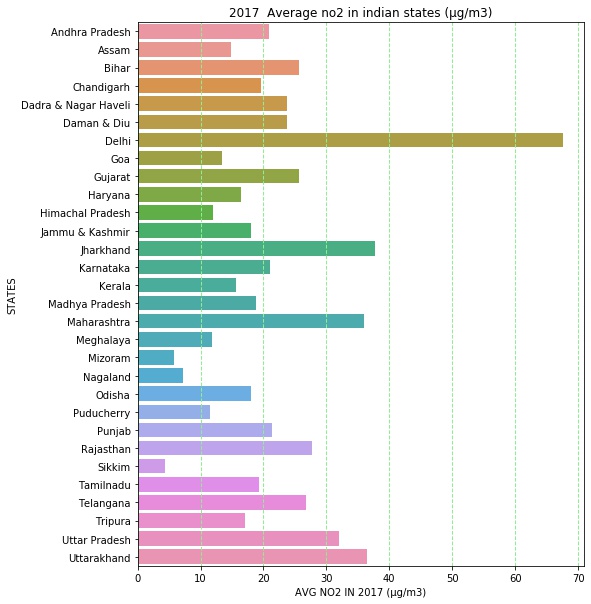 2017  Average no2 in indian states (µg/m3)
Andhra Pradesh
Assam
Bihar
Chandigarh
Dadra & Nagar Haveli
Daman & Diu
Delhi
Goa
Gujarat
Haryana
Himachal Pradesh
Jammu & Kashmir
Jharkhand
Karnataka
Kerala
Madhya Pradesh
Maharashtra
Meghalaya
Mizoram
Nagaland
Odisha
Puducherry
Punjab
Rajasthan
Sikkim
Tamilnadu
Telangana
Tripura
Uttar Pradesh
Uttarakhand
STATES
0 10 20 30 40 50 60 70
AVG NO2 IN 2017 (µg/m3)